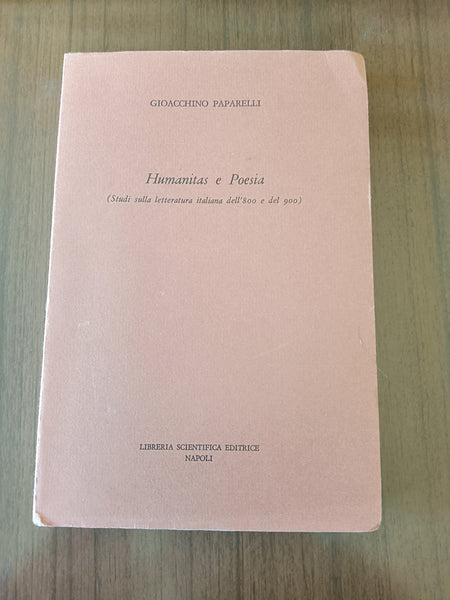 GIOACCHINO PAPARELLI
Humanitas e Poesia
(Studi sulla letteratura italiana dell'800 e del 900)
LIBRERIA SCIENTIFICA EDITRICE
NAPOLI